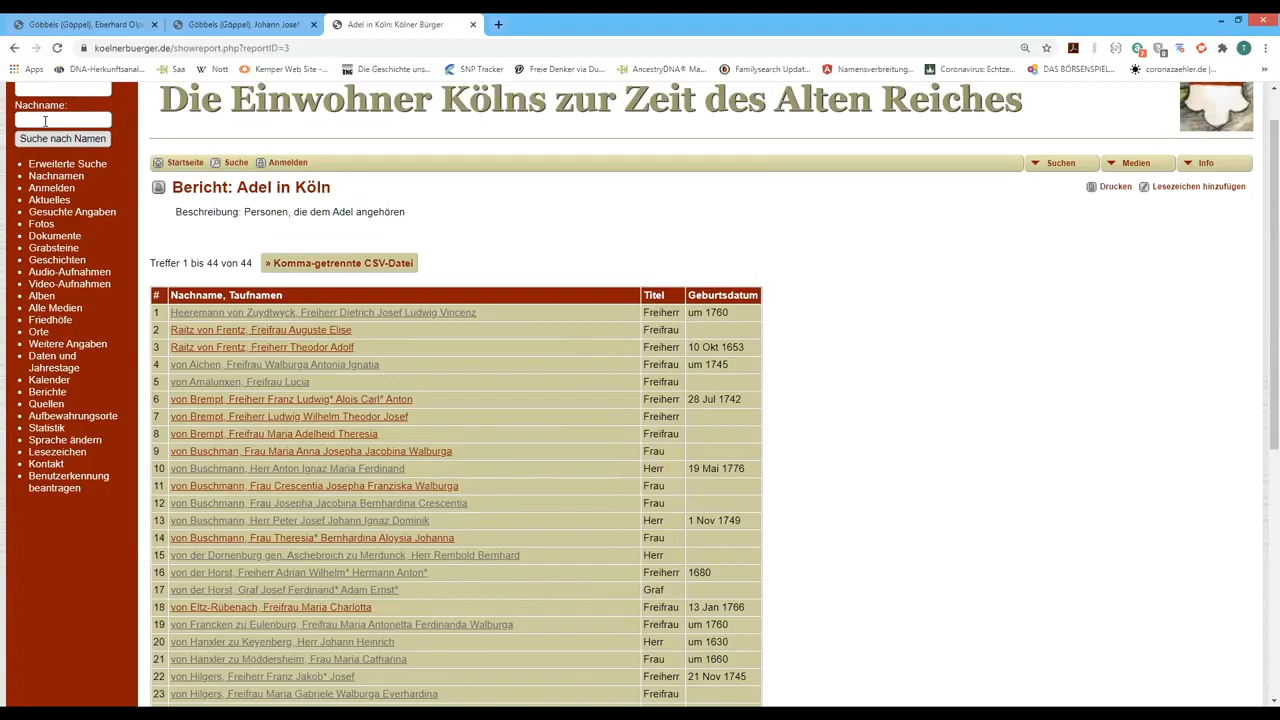 Göbbels (Göppel), Eberhard Olp
Göbbels (Göppel), Johann Josef
Adel in Köln: Kölner Bürger
koelnerbuerger.de/showreport.php?reportID=3
Apps
DNA-Herkunftsanal...
Saa
Nott
Kemper Web Site -...
Die Geschichte uns...
SNP Tracker
Freie Denker via Du...
AncestryDNA® Ma...
Familysearch Updat...
Namensverbreitung...
Coronavirus: Echtze...
DAS BÖRSENSPIEL...
coronazaehler.de |...
Die Einwohner Kölns zur Zeit des Alten Reiches
Nachname:
Suche nach Namen
Erweiterte Suche
Nachnamen
Anmelden
Aktuelles
Gesuchte Angaben
Fotos
Dokumente
Grabsteine
Geschichten
Audio-Aufnahmen
Video-Aufnahmen
Alben
Alle Medien
Friedhöfe
Orte
Weitere Angaben
Daten und
Jahrestage
Kalender
Berichte
Quellen
Aufbewahrungsorte
Statistik
Sprache ändern
Lesezeichen
Kontakt
Benutzerkennung
beantragen
Startseite Suche Anmelden Suchen Medien Info
Bericht: Adel in Köln
Drucken Lesezeichen hinzufügen
Beschreibung: Personen, die dem Adel angehören
Treffer 1 bis 44 von 44 » Komma-getrennte CSV-Datei
# Nachname, Taufnamen Titel Geburtsdatum
1 Heeremann von Zuydtwyck, Freiherr Dietrich Josef Ludwig Vincenz Freiherr um 1760
2 Raitz von Frentz, Freifrau Auguste Elise Freifrau
3 Raitz von Frentz, Freiherr Theodor Adolf Freiherr 10 Okt 1653
4 von Aichen, Freifrau Walburga Antonia Ignatia Freifrau um 1745
5 von Amalunxen, Freifrau Lucia Freifrau
6 von Brempt, Freiherr Franz Ludwig* Alois Carl* Anton Freiherr 28 Jul 1742
7 von Brempt, Freiherr Ludwig Wilhelm Theodor Josef Freiherr
8 von Brempt, Freifrau Maria Adelheid Theresia Freifrau
9 von Buschman, Frau Maria Anna Josepha Jacobina Walburga Frau
10 von Buschmann, Herr Anton Ignaz Maria Ferdinand Herr 19 Mai 1776
11 von Buschmann, Frau Crescentia Josepha Franziska Walburga Frau
12 von Buschmann, Frau Josepha Jacobina Bernhardina Crescentia Frau
13 von Buschmann, Herr Peter Josef Johann Ignaz Dominik Herr 1 Nov 1749
14 von Buschmann, Frau Theresia* Bernhardina Aloysia Johanna Frau
15 von der Dornenburg gen. Aschebroich zu Merdunck, Herr Rembold Bernhard Herr
16 von der Horst, Freiherr Adrian Wilhelm* Hermann Anton* Freiherr 1680
17 von der Horst, Graf Josef Ferdinand* Adam Ernst* Graf
18 von Eltz-Rübenach, Freifrau Maria Charlotta Freifrau 13 Jan 1766
19 von Francken zu Eulenburg, Freifrau Maria Antonetta Ferdinanda Walburga Freifrau um 1760
20 von Hanxler zu Keyenberg, Herr Johann Heinrich Herr um 1630
21 von Hanxler zu Möddersheim, Frau Maria Catharina Frau um 1660
22 von Hilgers, Freiherr Franz Jakob* Josef Freiherr 21 Nov 1745
23 von Hilgers, Freifrau Maria Gabriele Walburga Everhardina Freifrau